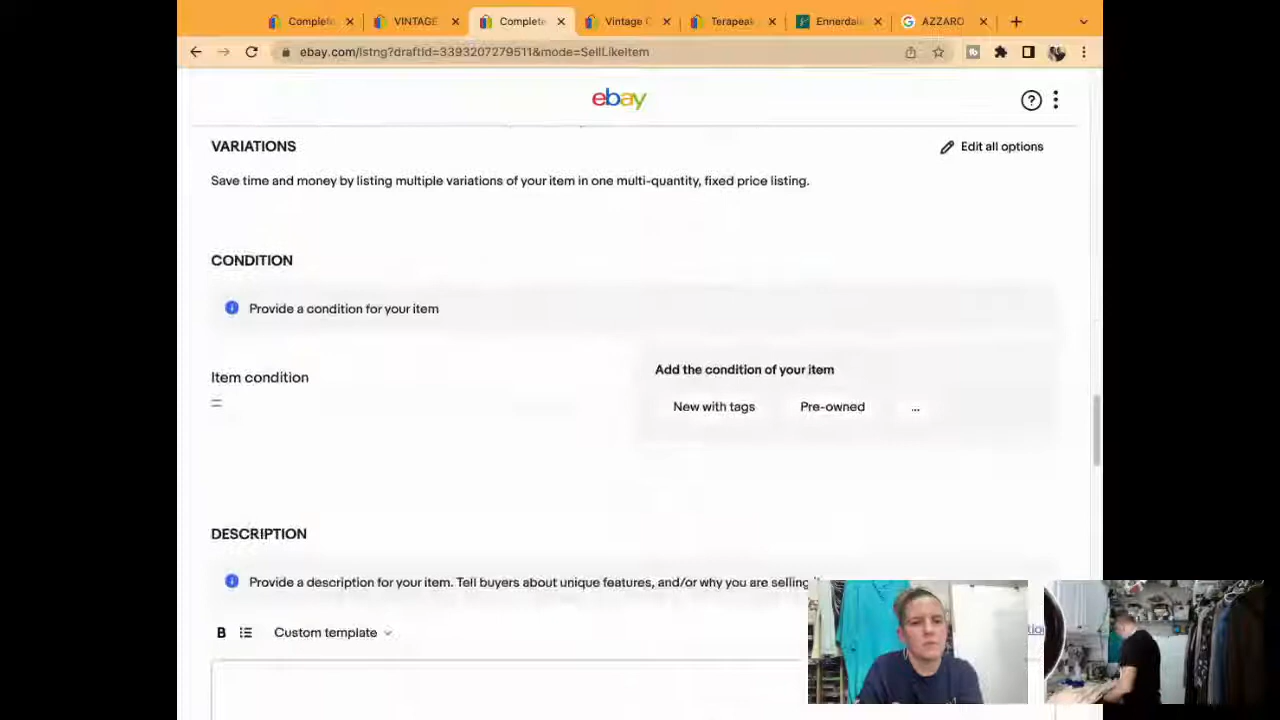 Complete
VINTAGE
Complete
Vintage C
Terapeak
Ennerdale
AZZARO
ebay.com/lstng?draftId=3393207279511&mode=SellLikeItem
ebay
VARIATIONS
Edit all options
Save time and money by listing multiple variations of your item in one multi-quantity, fixed price listing.
CONDITION
Provide a condition for your item
Item condition
--
Add the condition of your item
New with tags
Pre-owned
...
DESCRIPTION
Provide a description for your item. Tell buyers about unique features, and/or why you are selling
B
Custom template